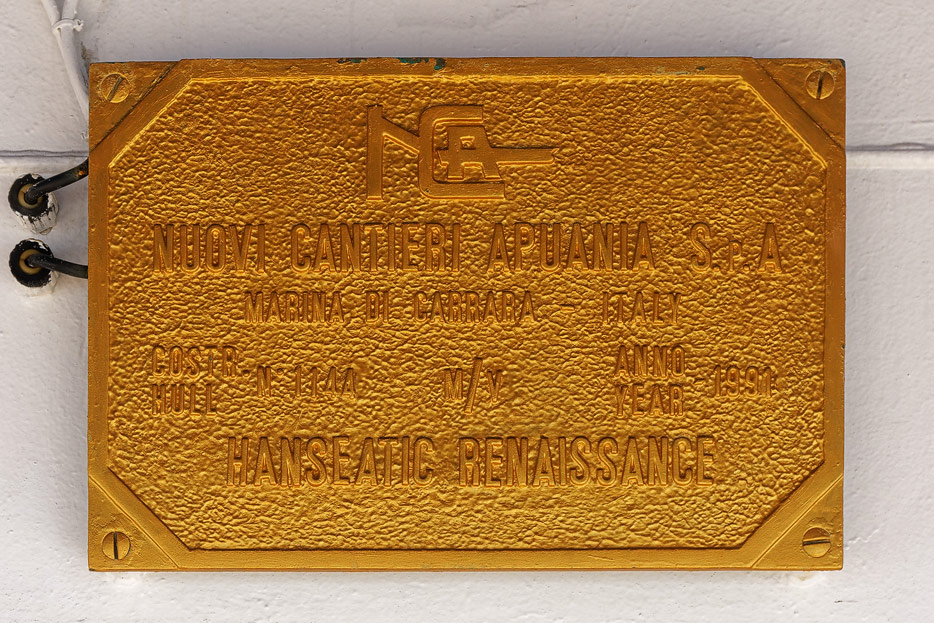 NCA
NUOVI CANTIERI APUANIA S.p.A
MARINA DI CARRARA - ITALY
COSTR. HULL N. 1144 M/V ANNO YEAR 1991
HANSEATIC RENAISSANCE